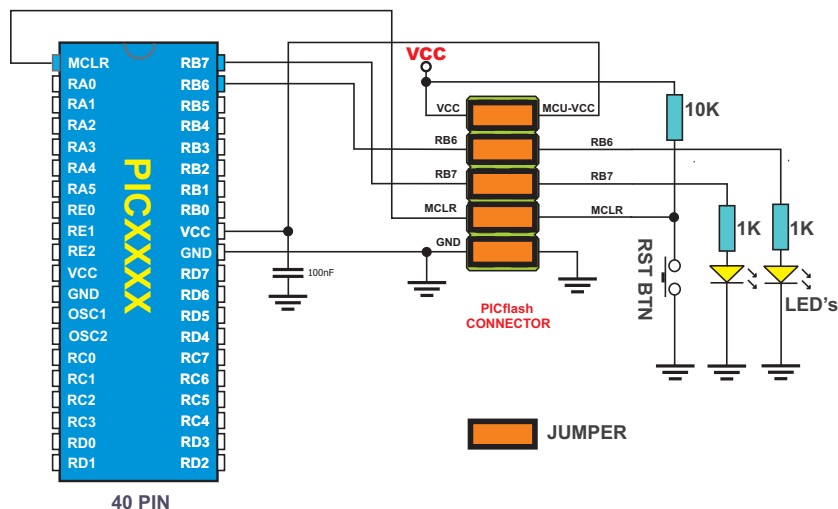 MCLR RB7
RA0 RB6
RA1 RB5
RA2 RB4
RA3 RB3
RA4 RB2
RA5 RB1
RE0 RB0
RE1 VCC
RE2 GND
VCC RD7
GND RD6
OSC1 RD5
OSC2 RD4
RC0 RC7
RC1 RC6
RC2 RC5
RC3 RC4
RD0 RD3
RD1 RD2
PICXXXX
40 PIN
100nF
VCC
VCC MCU-VCC
RB6 RB6
RB7 RB7
MCLR MCLR
GND
PICflash
CONNECTOR
10K
1K 1K
RST BTN
LED's
JUMPER